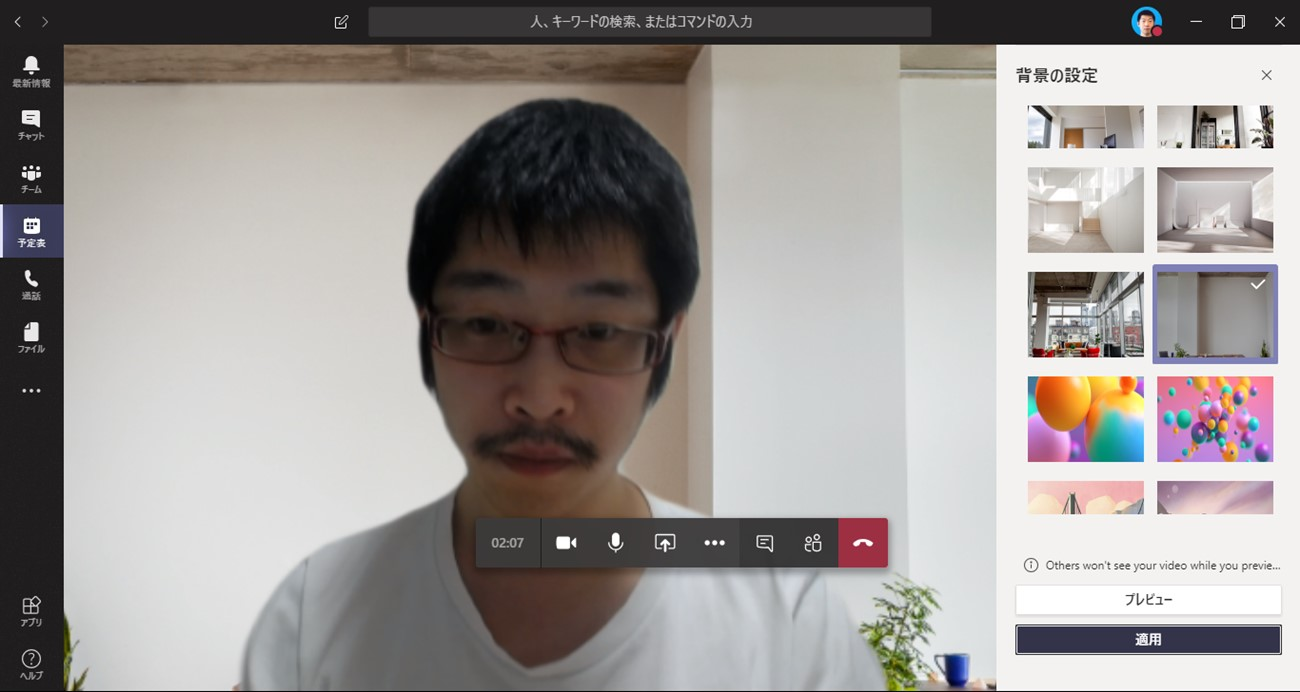 人、キーワードの検索、またはコマンドの入力
最新情報
チャット
チーム
予定表
通話
ファイル
アプリ
ヘルプ
02:07
背景の設定
Others won't see your video while you previe...
プレビュー
適用